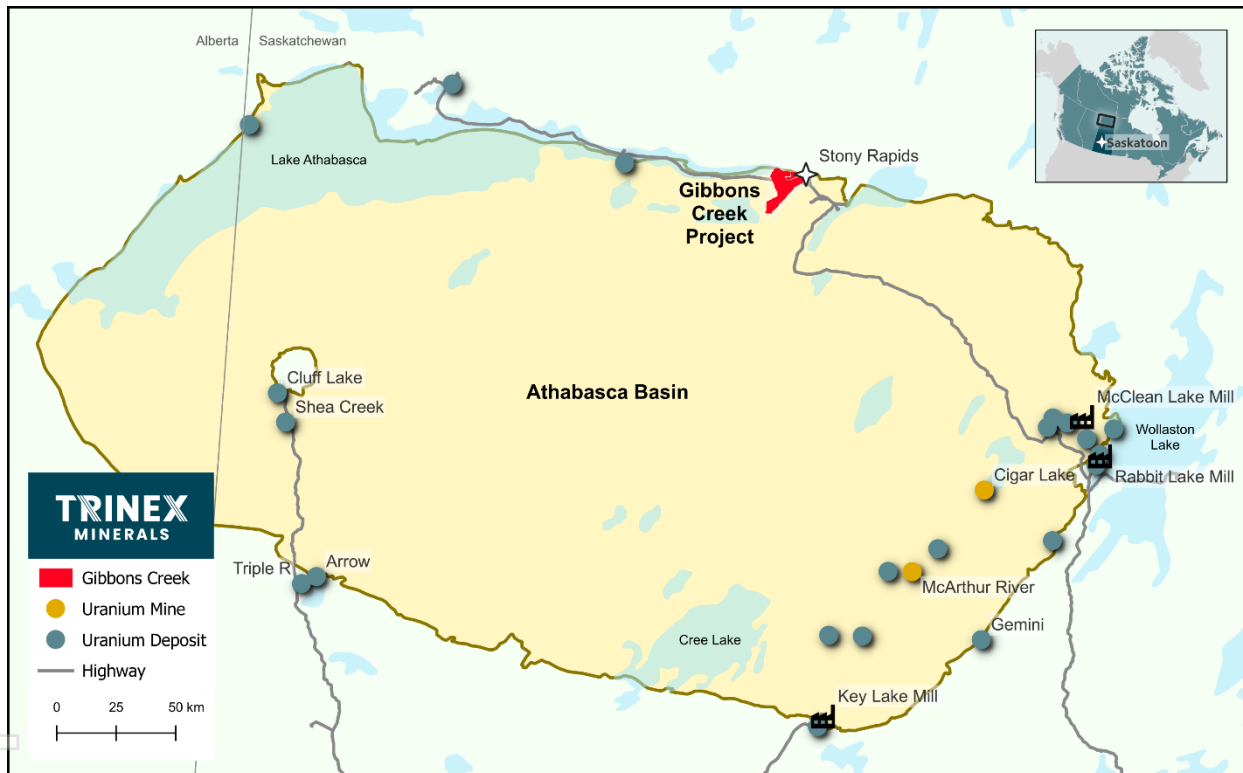 Alberta
Saskatchewan
Saskatoon
Lake Athabasca
Stony Rapids
Gibbons
Creek
Project
Cluff Lake
Shea Creek
Athabasca Basin
McClean Lake Mill
Wollaston
Lake
Cigar Lake
Rabbit Lake Mill
Triple R
Arrow
McArthur River
Gemini
Cree Lake
Key Lake Mill
TRINEX
MINERALS
Gibbons Creek
Uranium Mine
Uranium Deposit
Highway
0 25 50 km